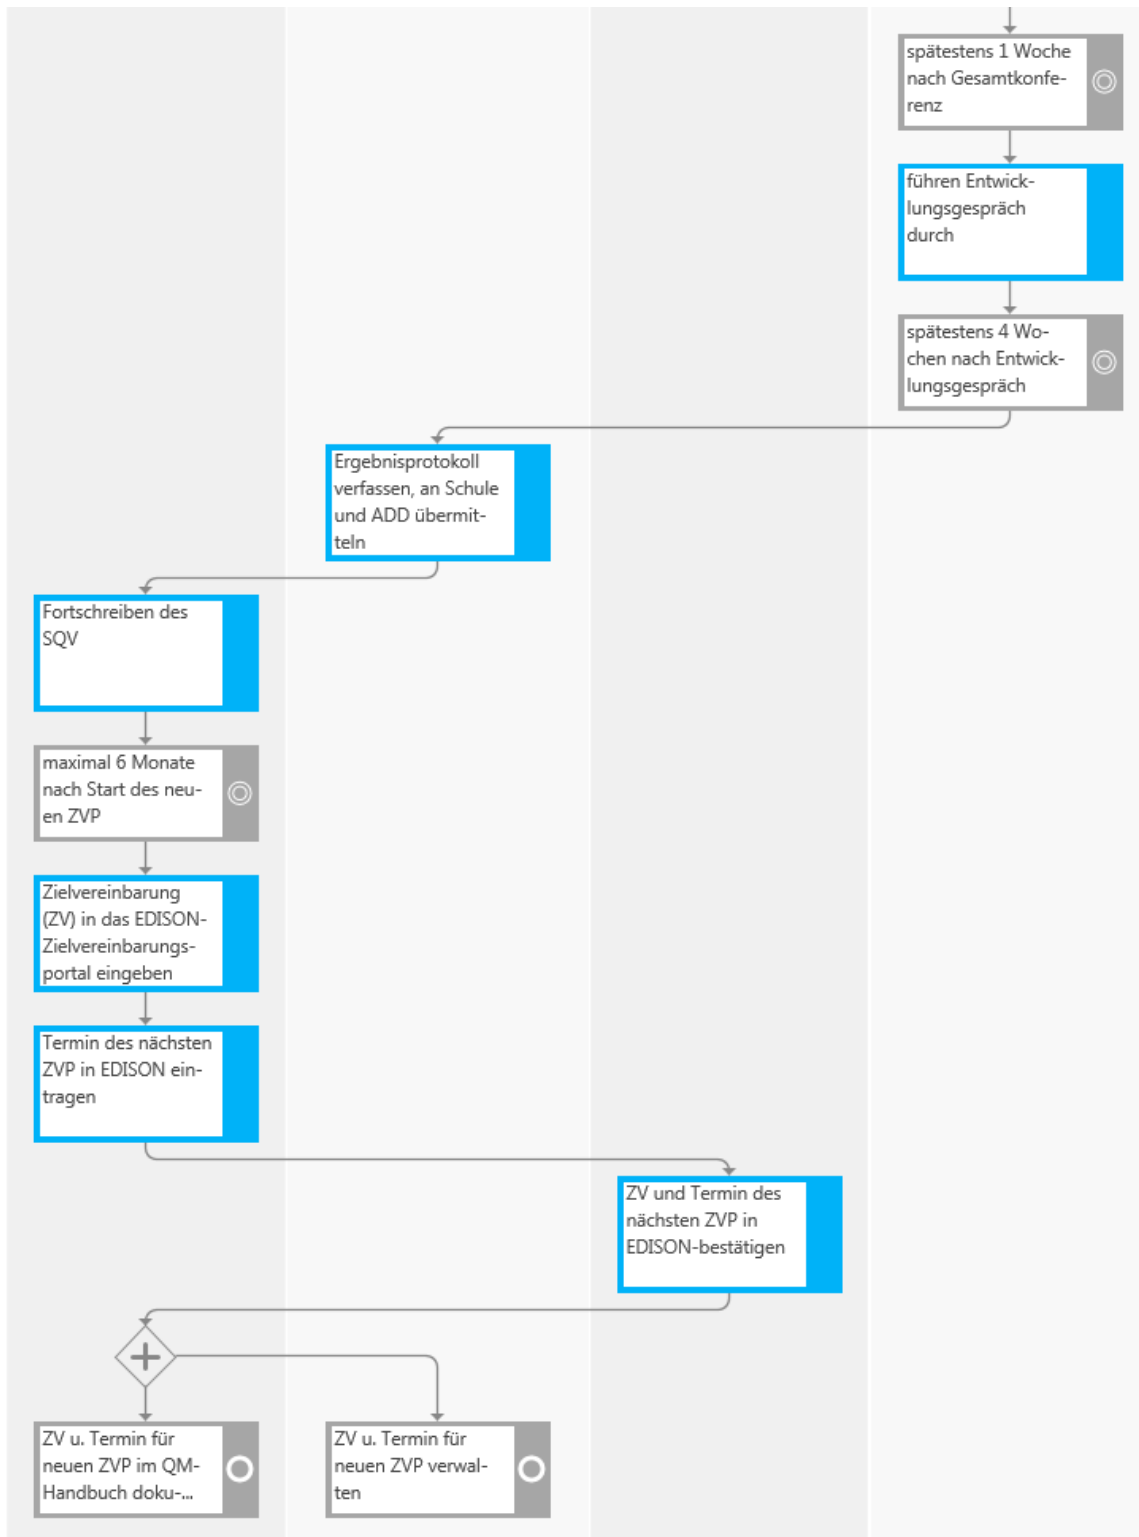 spätestens 1 Woche
nach Gesamtkonfe-
renz
führen Entwick-
lungsgespräch
durch
spätestens 4 Wo-
chen nach Entwick-
lungsgespräch
Ergebnisprotokoll
verfassen, an Schule
und ADD übermit-
teln
Fortschreiben des
SQV
maximal 6 Monate
nach Start des neu-
en ZVP
Zielvereinbarung
(ZV) in das EDISON-
Zielvereinbarungs-
portal eingeben
Termin des nächsten
ZVP in EDISON ein-
tragen
ZV und Termin des
nächsten ZVP in
EDISON-bestätigen
ZV u. Termin für
neuen ZVP im QM-
Handbuch doku-...
ZV u. Termin für
neuen ZVP verwal-
ten